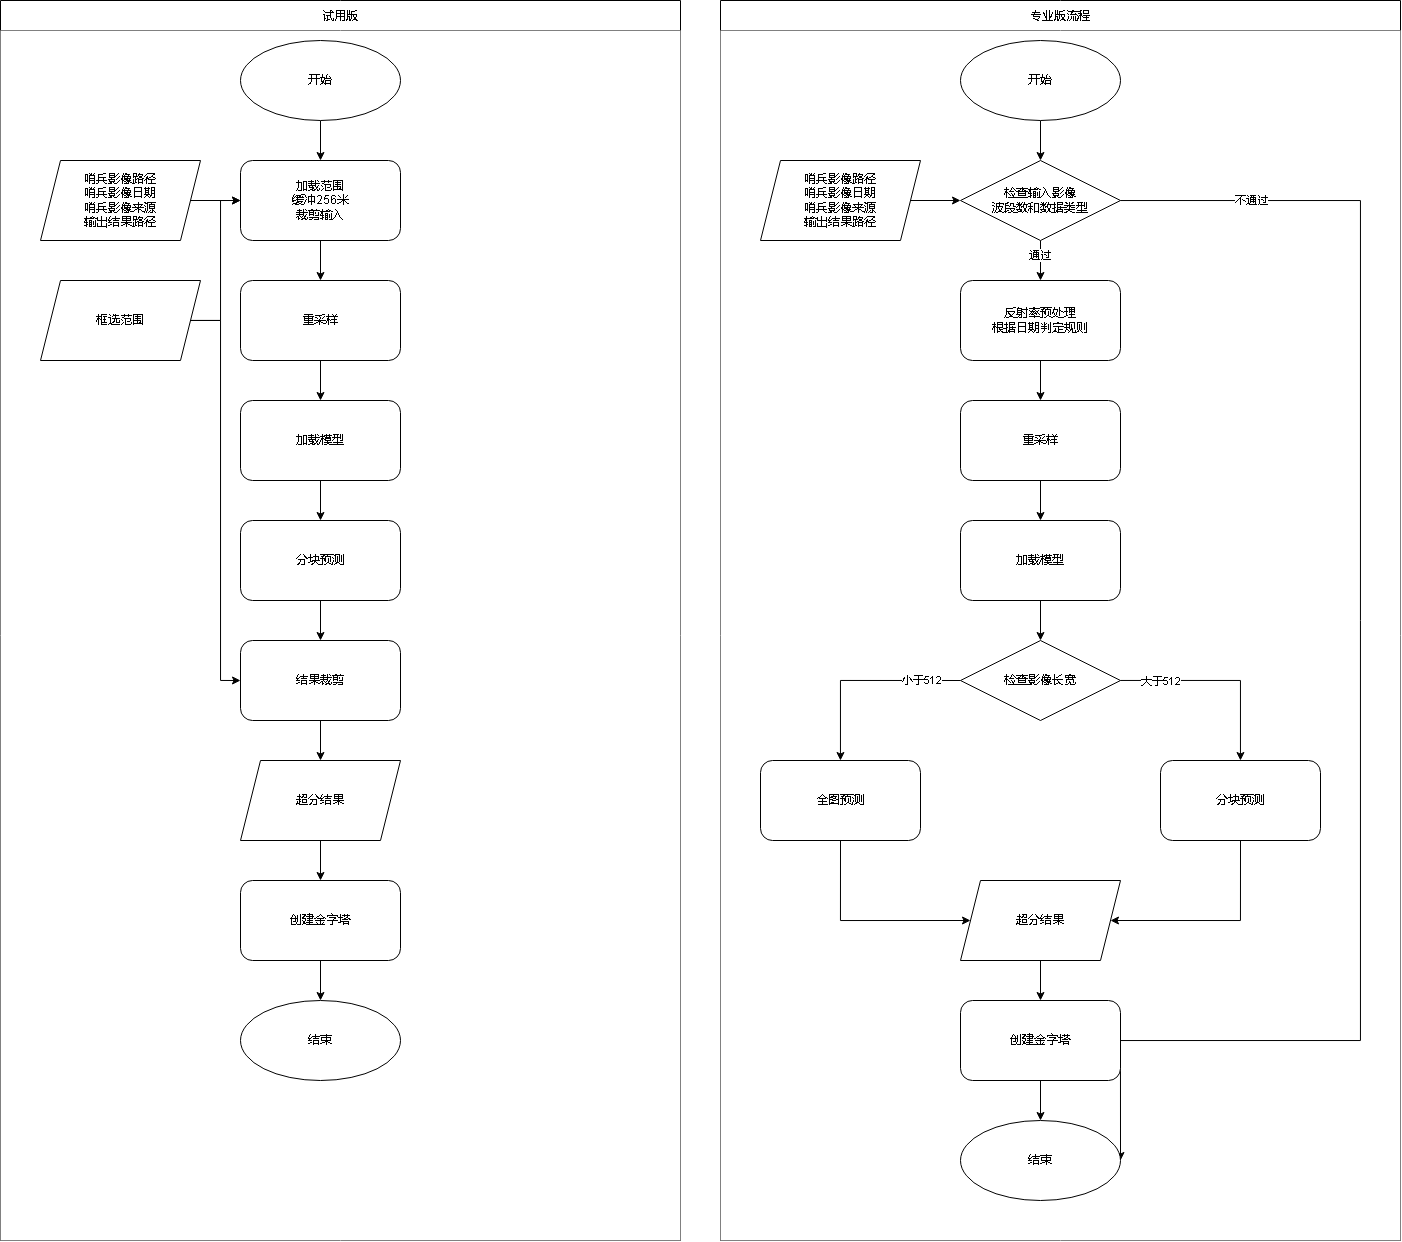 试用版
开始
哨兵影像路径
哨兵影像日期
哨兵影像来源
输出结果路径
加载范围
缓冲256米
裁剪输入
框选范围
重采样
加载模型
分块预测
结果裁剪
超分结果
创建金字塔
结束
专业版流程
开始
哨兵影像路径
哨兵影像日期
哨兵影像来源
输出结果路径
检查输入影像
波段数和数据类型
不通过
通过
反射率预处理
根据日期判定规则
重采样
加载模型
小于512
检查影像长宽
大于512
全图预测
分块预测
超分结果
创建金字塔
结束